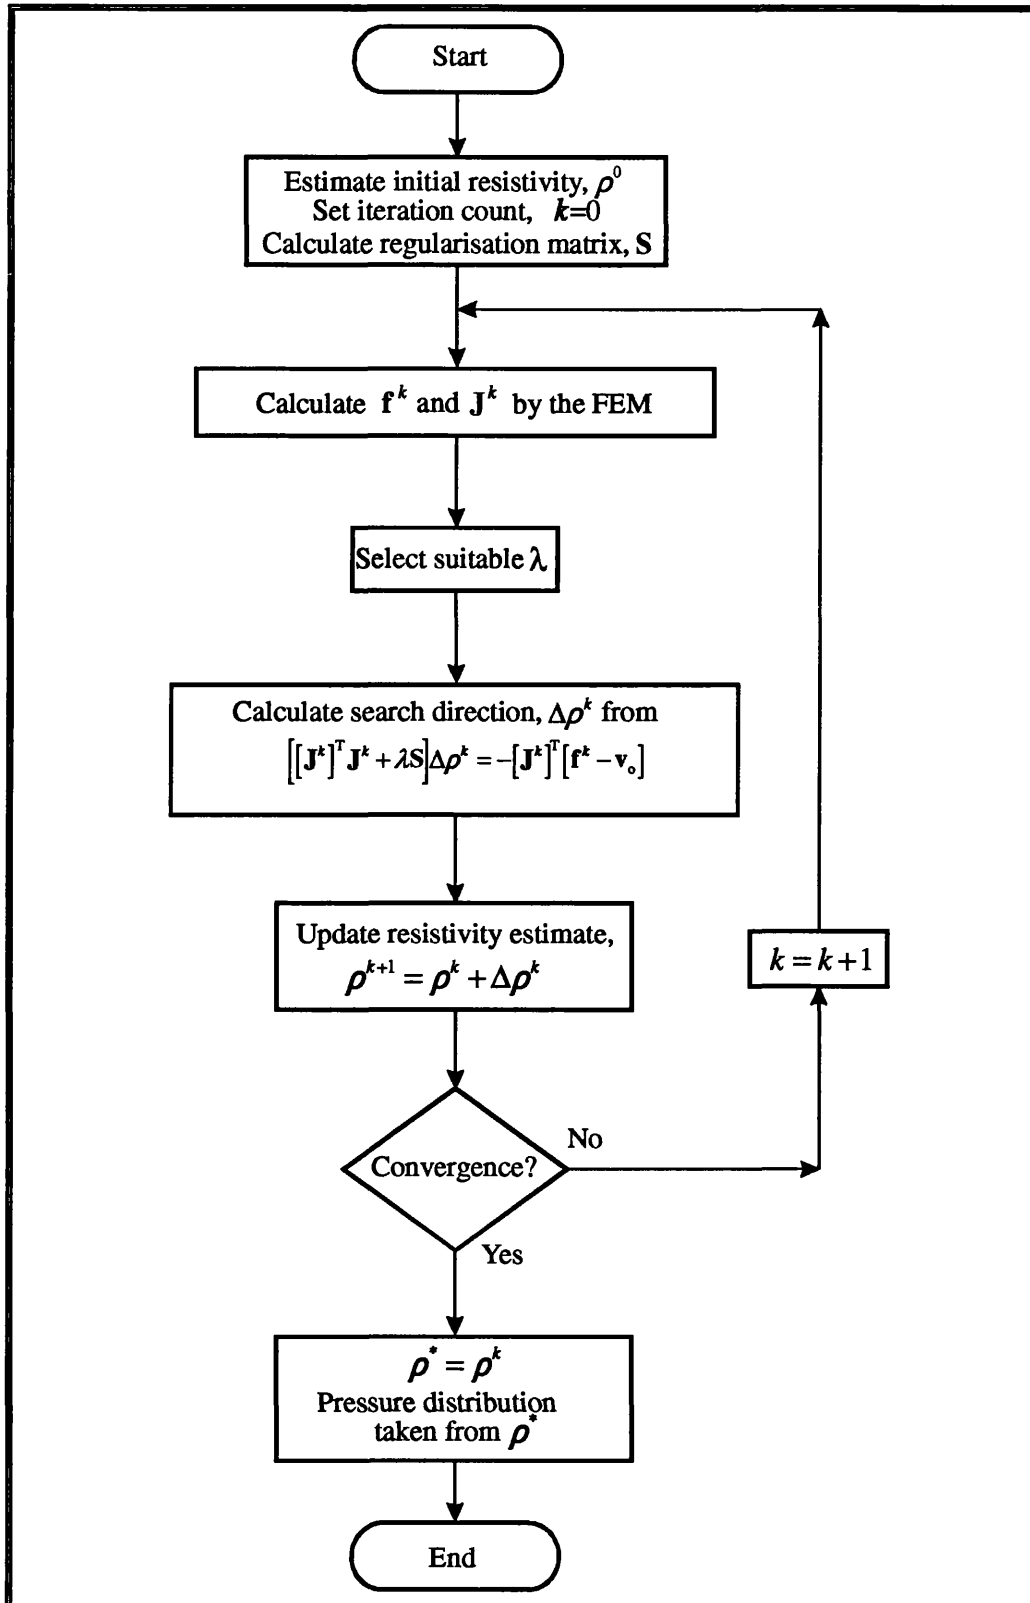 Start
Estimate initial resistivity, ρ⁰
Set iteration count, k=0
Calculate regularisation matrix, S
Calculate fᵏ and Jᵏ by the FEM
Select suitable λ
Calculate search direction, Δρᵏ from
[[Jᵏ]ᵀ Jᵏ + λS]Δρᵏ = −[Jᵏ]ᵀ[fᵏ − vₒ]
Update resistivity estimate,
ρᵏ⁺¹ = ρᵏ + Δρᵏ
k = k+1
Convergence?
No
Yes
ρ* = ρᵏ
Pressure distribution
taken from ρ*
End